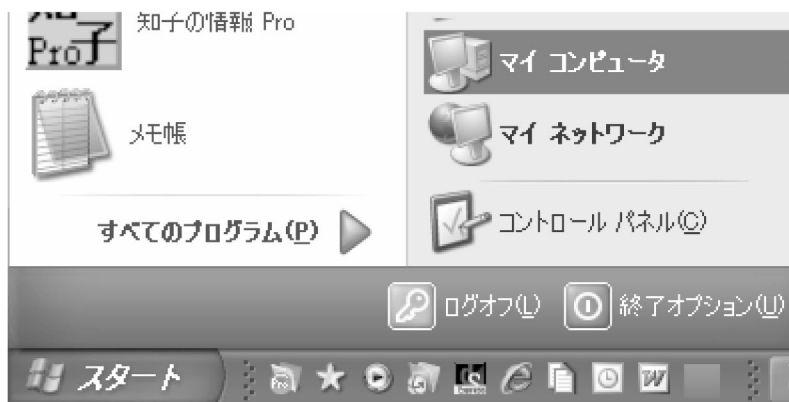 知子
Pro
知子の情報 Pro
メモ帳
すべてのプログラム(P)
マイ コンピュータ
マイ ネットワーク
コントロール パネル(C)
ログオフ(L)
終了オプション(U)
スタート